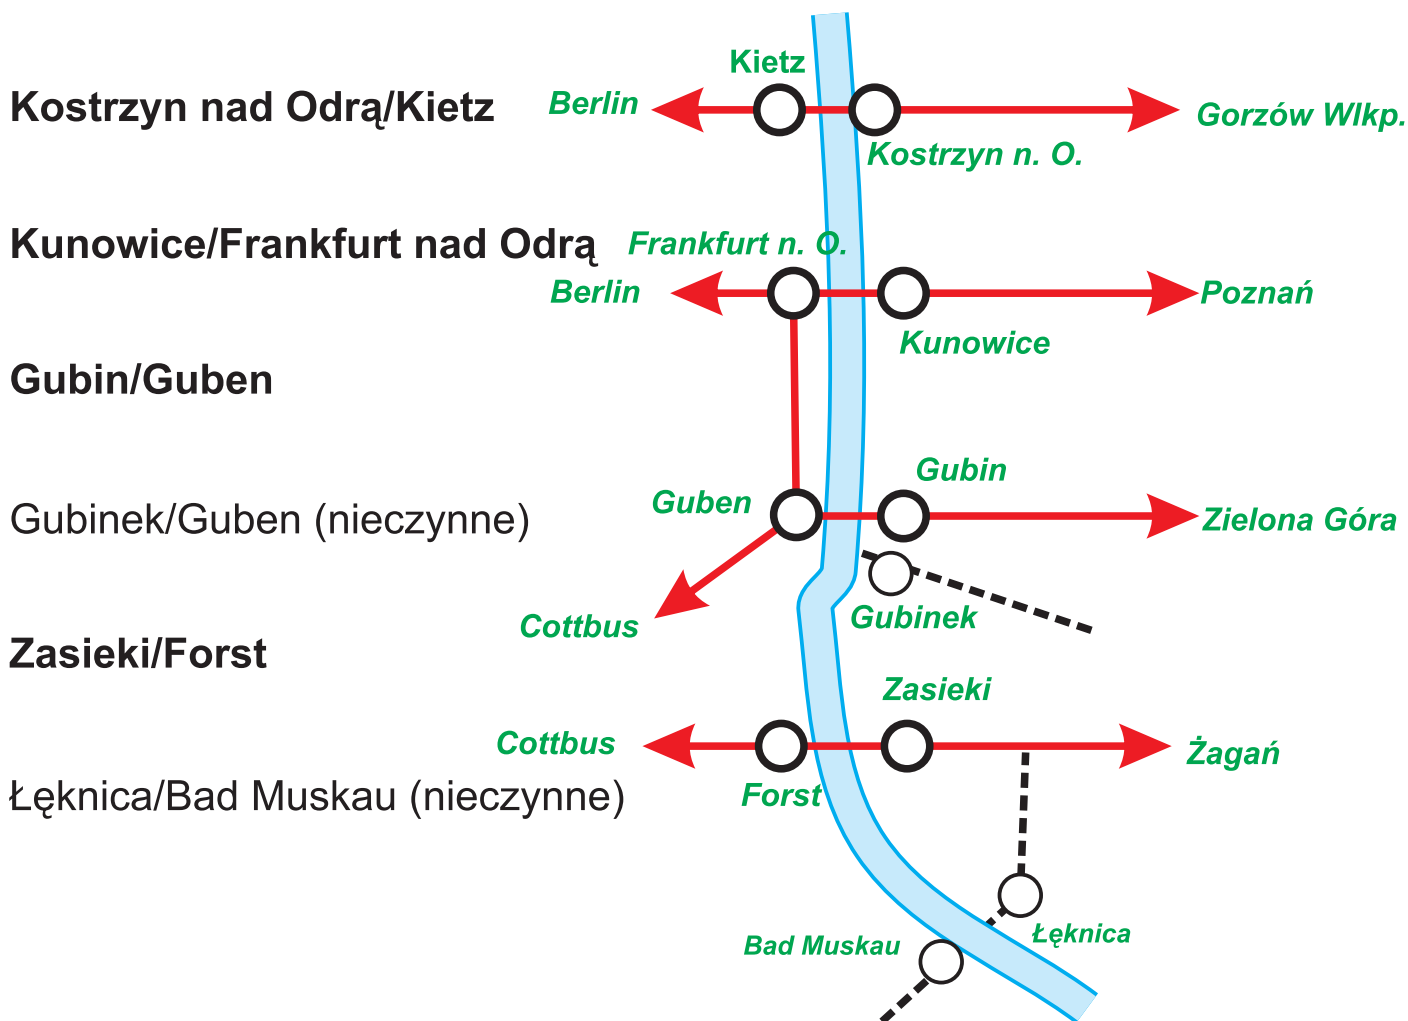 Kietz
Kostrzyn nad Odrą/Kietz
Berlin
Gorzów Wlkp.
Kostrzyn n. O.
Kunowice/Frankfurt nad Odrą
Frankfurt n. O.
Berlin
Poznań
Kunowice
Gubin/Guben
Gubin
Guben
Gubinek/Guben (nieczynne)
Zielona Góra
Gubinek
Cottbus
Zasieki/Forst
Zasieki
Cottbus
Żagań
Forst
Łęknica/Bad Muskau (nieczynne)
Łęknica
Bad Muskau